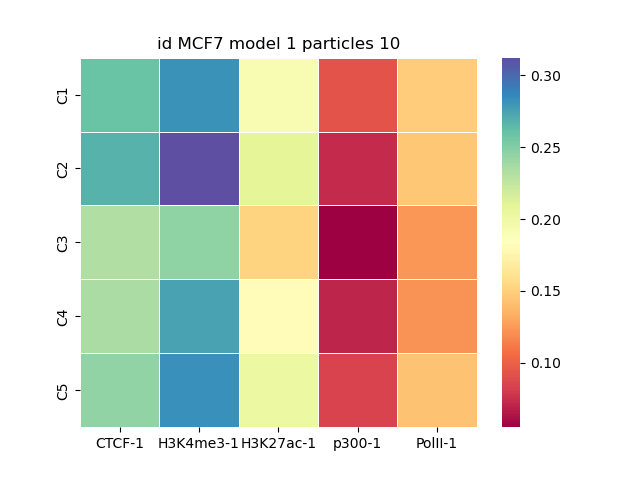 id MCF7 model 1 particles 10
C1
C2
C3
C4
C5
CTCF-1 H3K4me3-1 H3K27ac-1 p300-1 PolII-1
0.30
0.25
0.20
0.15
0.10